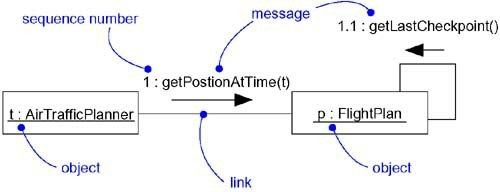 sequence number
message
1.1 : getLastCheckpoint()
1 : getPostionAtTime(t)
t : AirTrafficPlanner
p : FlightPlan
object
link
object